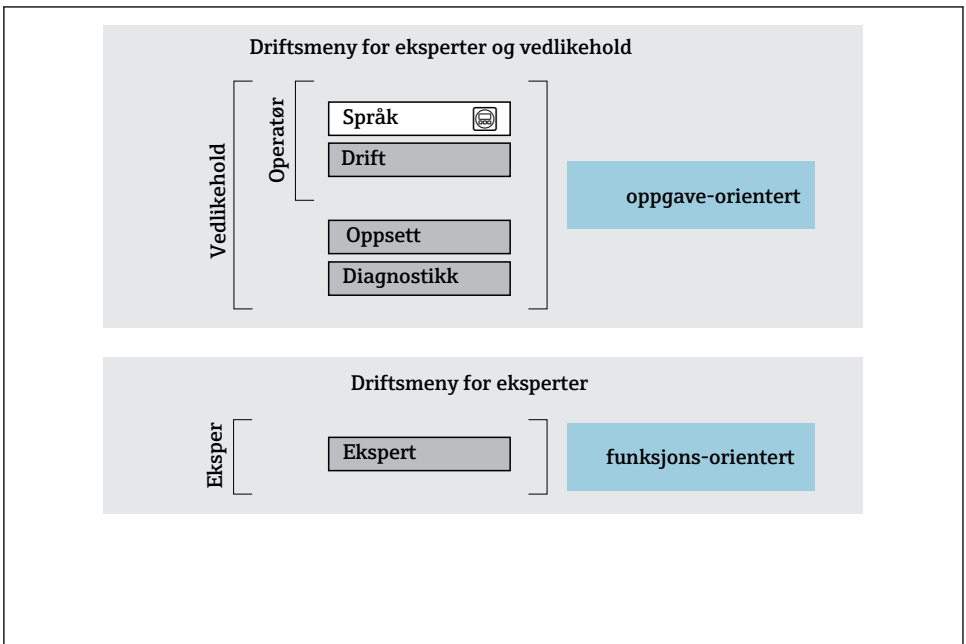 Driftsmeny for eksperter og vedlikehold
Vedlikehold
Operatør
Språk
Drift
Oppsett
Diagnostikk
oppgave-orientert
Driftsmeny for eksperter
Eksper
Ekspert
funksjons-orientert